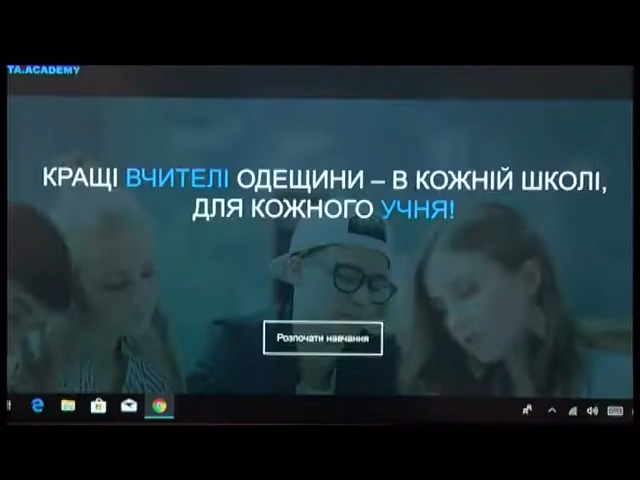 TA.ACADEMY
КРАЩІ ВЧИТЕЛІ ОДЕЩИНИ – В КОЖНІЙ ШКОЛІ,
ДЛЯ КОЖНОГО УЧНЯ!
Розпочати навчання